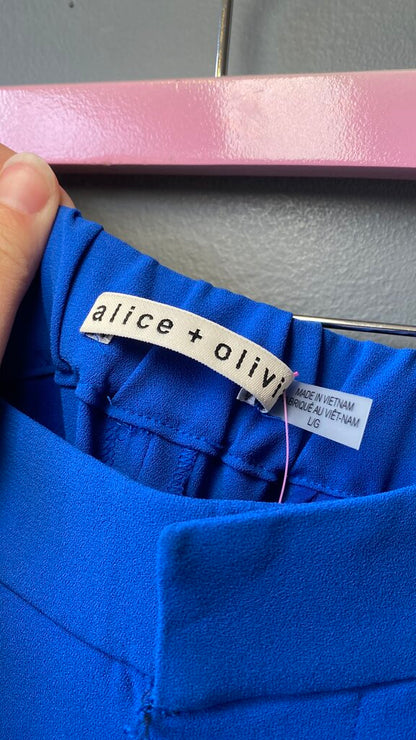 alice + olivi
MADE IN VIETNAM
FABRIQUÉ AU VIÊT-NAM
L/G